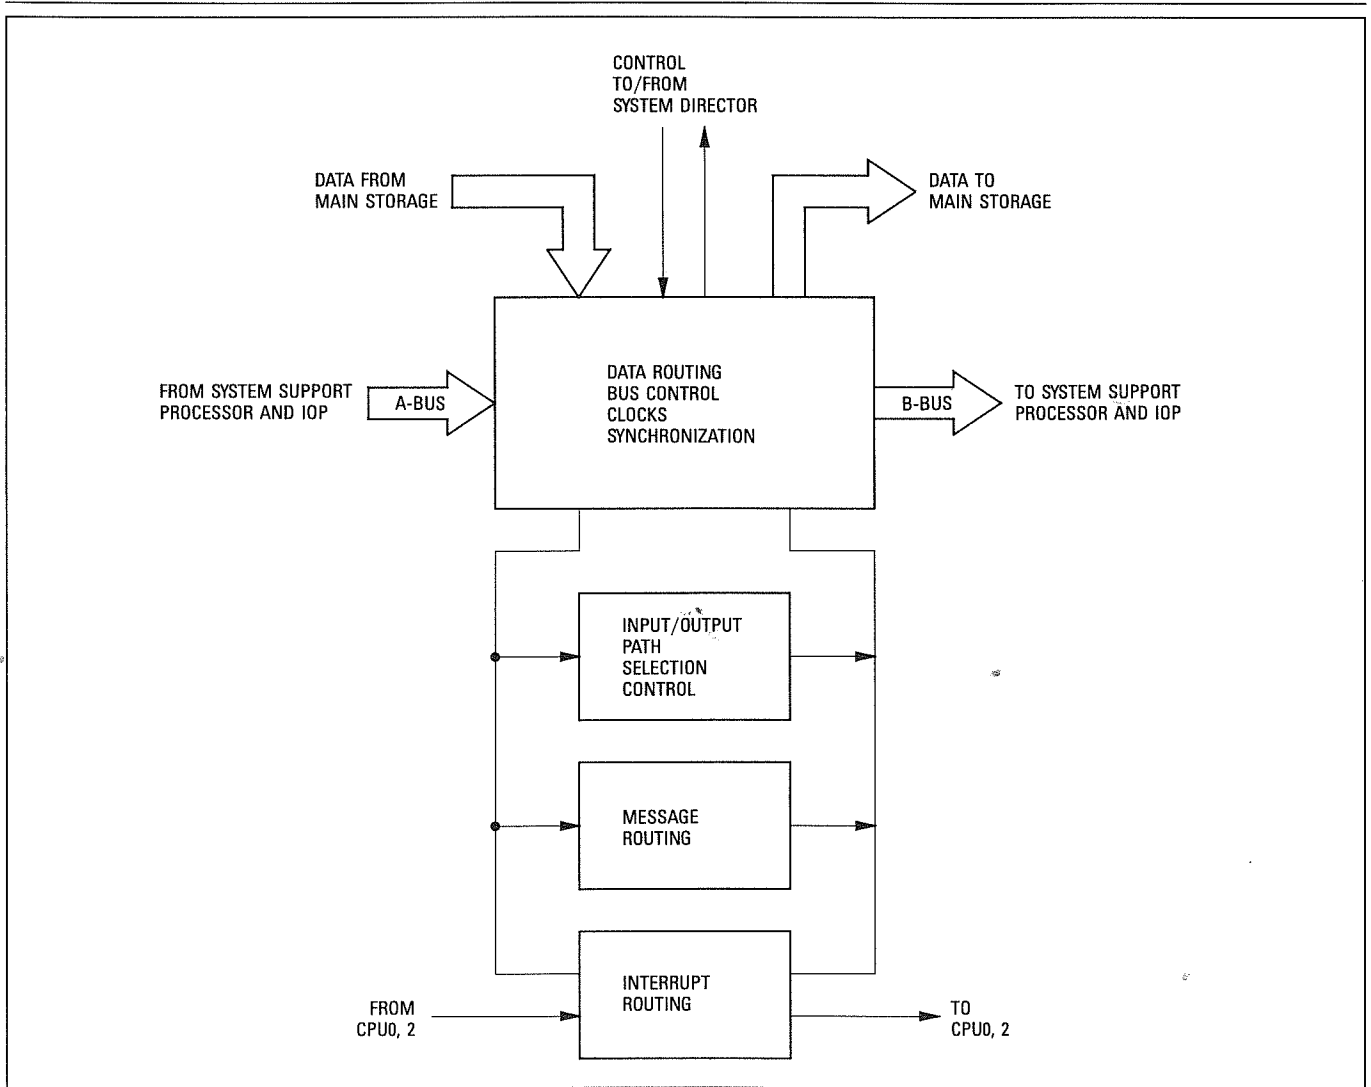 CONTROL
TO/FROM
SYSTEM DIRECTOR
DATA FROM
MAIN STORAGE
DATA TO
MAIN STORAGE
FROM SYSTEM SUPPORT
PROCESSOR AND IOP
A-BUS
DATA ROUTING
BUS CONTROL
CLOCKS
SYNCHRONIZATION
B-BUS
TO SYSTEM SUPPORT
PROCESSOR AND IOP
INPUT/OUTPUT
PATH
SELECTION
CONTROL
MESSAGE
ROUTING
INTERRUPT
ROUTING
FROM
CPU0, 2
TO
CPU0, 2